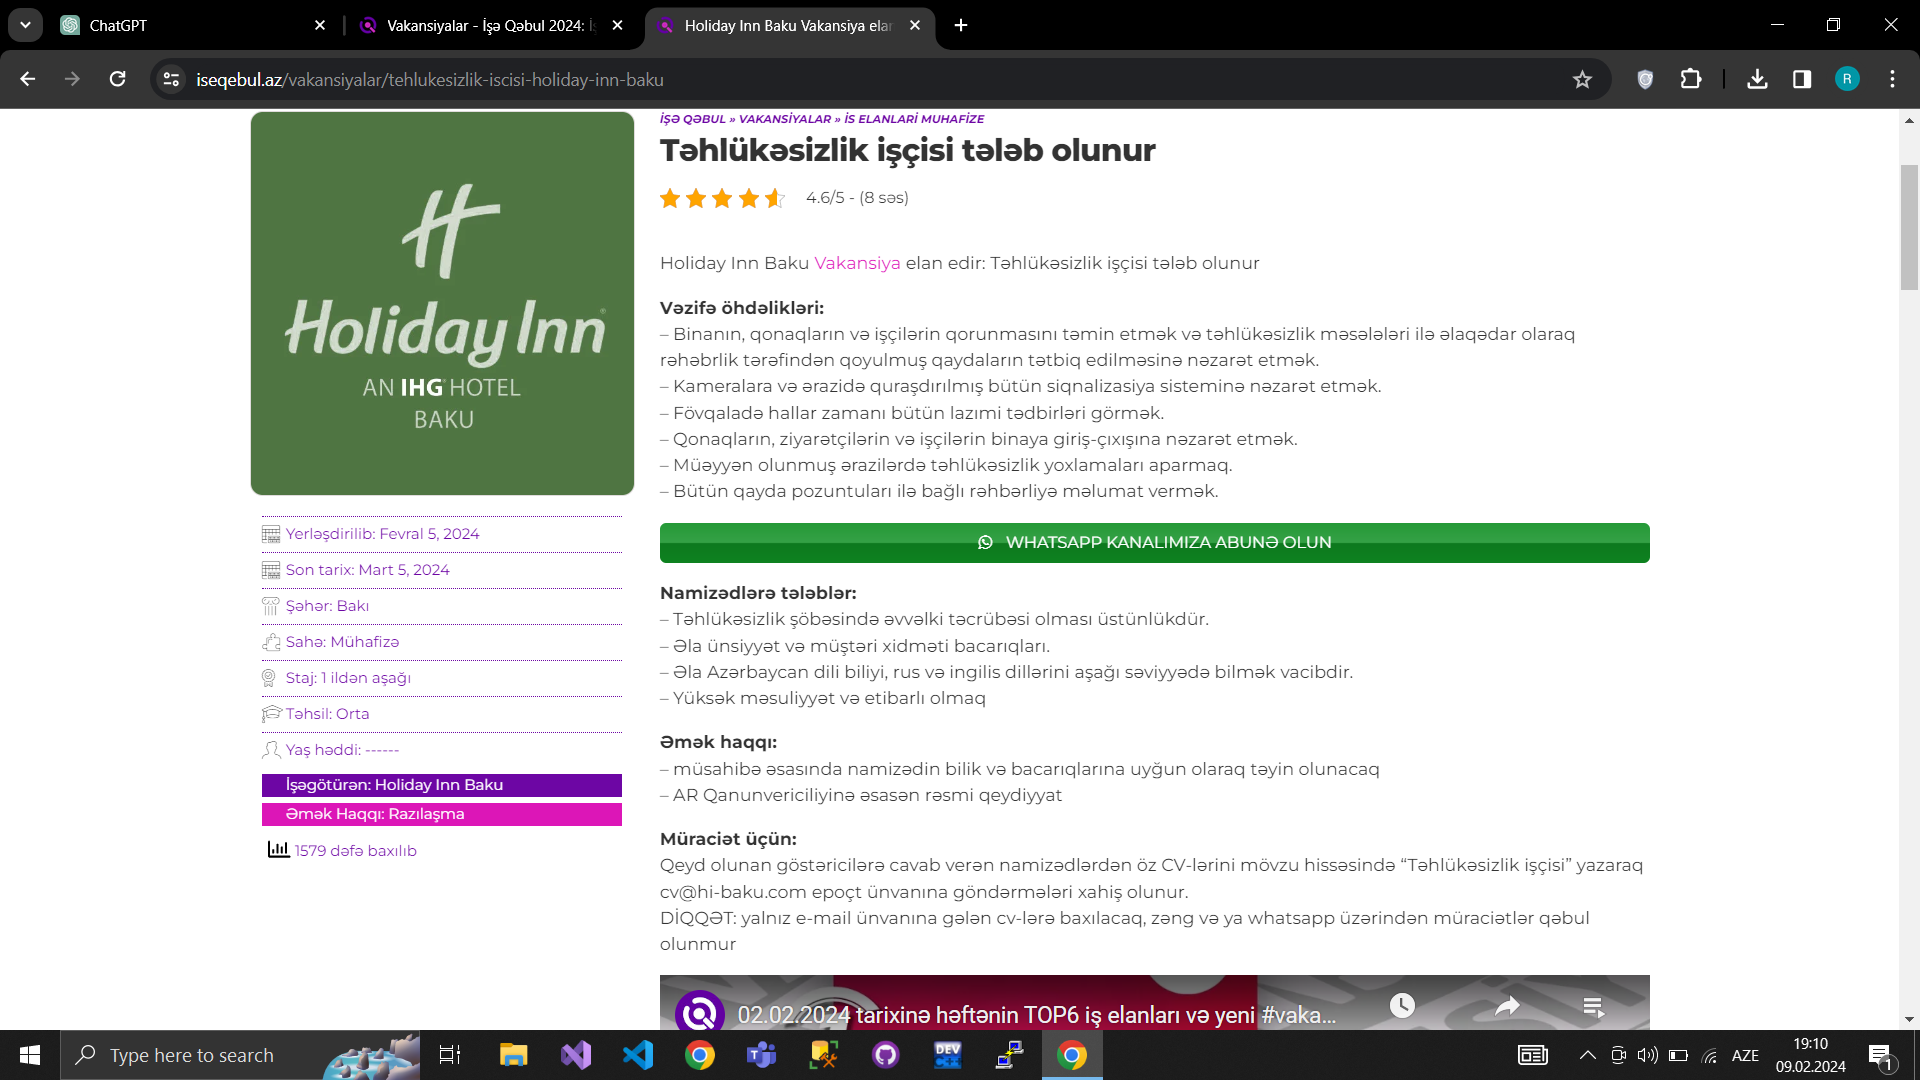 ChatGPT
Vakansiyalar - İşə Qəbul 2024: İş
Holiday Inn Baku Vakansiya elan
iseqebul.az/vakansiyalar/tehlukesizlik-iscisi-holiday-inn-baku
R
Holiday Inn
AN IHG HOTEL
BAKU
Yerləşdirilib: Fevral 5, 2024
Son tarix: Mart 5, 2024
Şəhər: Bakı
Sahə: Mühafizə
Staj: 1 ildən aşağı
Təhsil: Orta
Yaş həddi: ------
İşəgötürən: Holiday Inn Baku
Əmək Haqqı: Razılaşma
1579 dəfə baxılıb
İŞƏ QƏBUL » VAKANSİYALAR » İS ELANLARİ MUHAFİZE
Təhlükəsizlik işçisi tələb olunur
4.6/5 - (8 səs)
Holiday Inn Baku Vakansiya elan edir: Təhlükəsizlik işçisi tələb olunur
Vəzifə öhdəlikləri:
– Binanın, qonaqların və işçilərin qorunmasını təmin etmək və təhlükəsizlik məsələləri ilə əlaqədar olaraq
rəhəbrlik tərəfindən qoyulmuş qaydaların tətbiq edilməsinə nəzarət etmək.
– Kameralara və ərazidə quraşdırılmış bütün siqnalizasiya sisteminə nəzarət etmək.
– Fövqaladə hallar zamanı bütün lazımi tədbirləri görmək.
– Qonaqların, ziyarətçilərin və işçilərin binaya giriş-çıxışına nəzarət etmək.
– Müəyyən olunmuş ərazilərdə təhlükəsizlik yoxlamaları aparmaq.
– Bütün qayda pozuntuları ilə bağlı rəhbərliyə məlumat vermək.
WHATSAPP KANALIMIZA ABUNƏ OLUN
Namizədlərə tələblər:
– Təhlükəsizlik şöbəsində əvvəlki təcrübəsi olması üstünlükdür.
– Əla ünsiyyət və müştəri xidməti bacarıqları.
– Əla Azərbaycan dili biliyi, rus və ingilis dillərini aşağı səviyyədə bilmək vacibdir.
– Yüksək məsuliyyət və etibarlı olmaq
Əmək haqqı:
– müsahibə əsasında namizədin bilik və bacarıqlarına uyğun olaraq təyin olunacaq
– AR Qanunvericiliyinə əsasən rəsmi qeydiyyat
Müraciət üçün:
Qeyd olunan göstəricilərə cavab verən namizədlərdən öz CV-lərini mövzu hissəsində “Təhlükəsizlik işçisi” yazaraq
cv@hi-baku.com epoçt ünvanına göndərmələri xahiş olunur.
DİQQƏT: yalnız e-mail ünvanına gələn cv-lərə baxılacaq, zəng və ya whatsapp üzərindən müraciətlər qəbul
olunmur
02.02.2024 tarixinə həftənin TOP6 iş elanları və yeni #vaka...
Type here to search
DEV
C++
AZE
19:10
09.02.2024
1